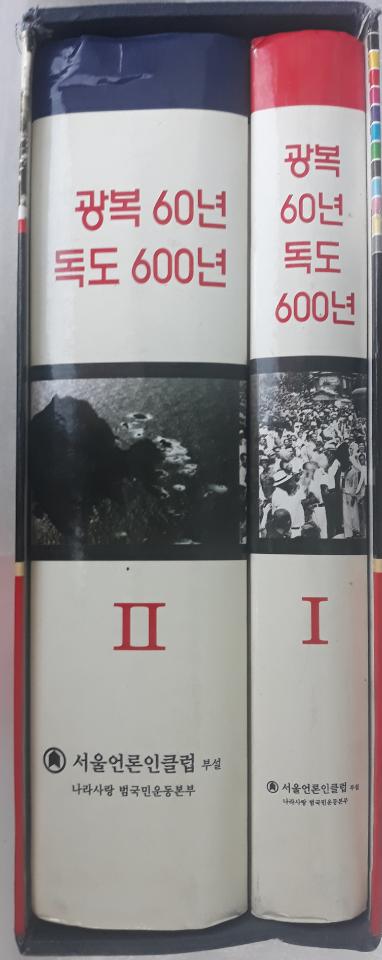 광복 60년
독도 600년
II
서울언론인클럽 부설
나라사랑 범국민운동본부
광복
60년
독도
600년
I
서울언론인클럽 부설
나라사랑 범국민운동본부